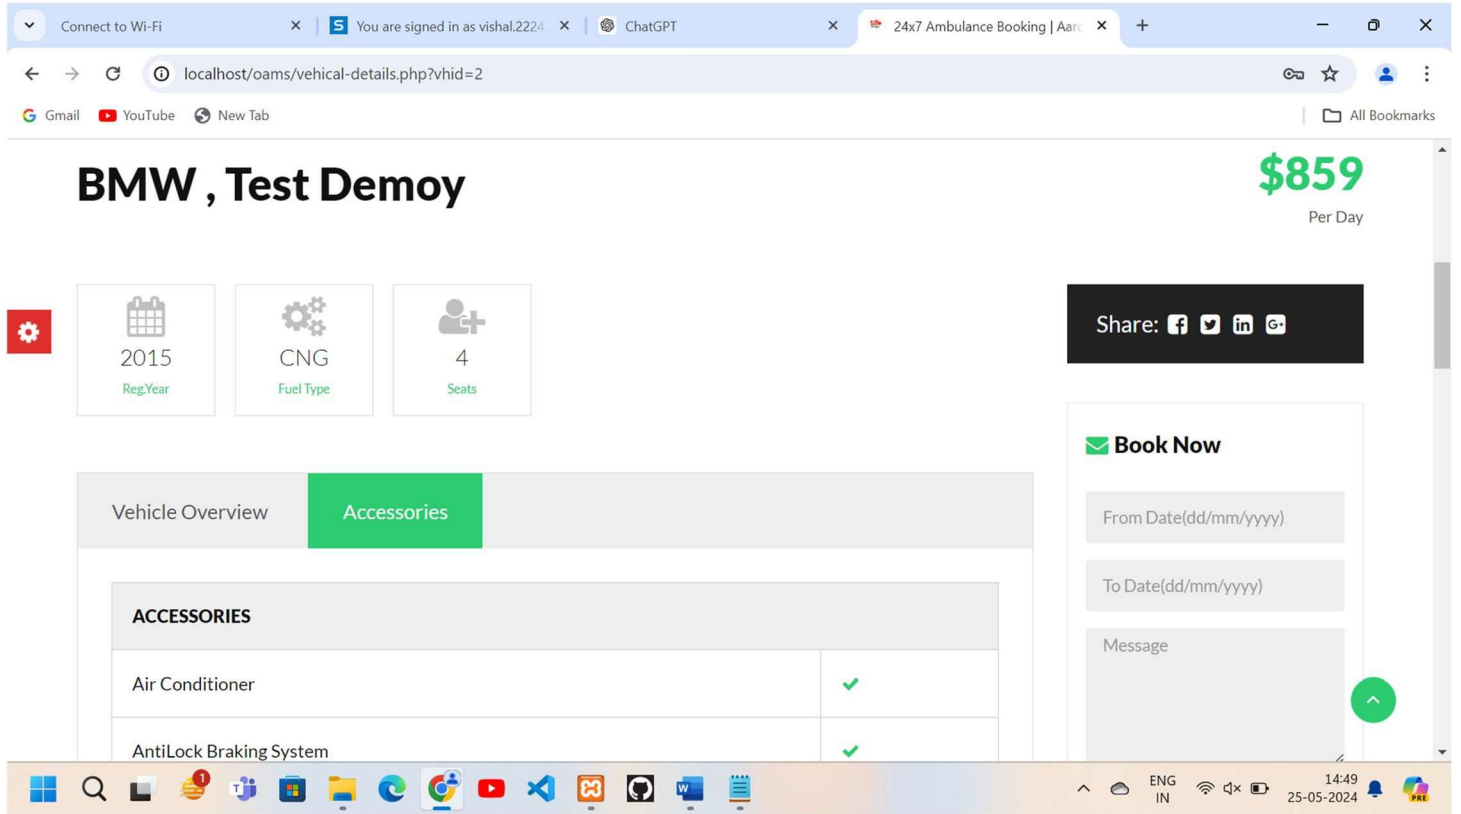 Connect to Wi-Fi
S You are signed in as vishal.2224
ChatGPT
24x7 Ambulance Booking | Aaro
localhost/oams/vehical-details.php?vhid=2
Gmail
YouTube
New Tab
All Bookmarks
BMW , Test Demoy
$859
Per Day
2015
Reg.Year
CNG
Fuel Type
4
Seats
Share:
Book Now
Vehicle Overview
Accessories
From Date(dd/mm/yyyy)
To Date(dd/mm/yyyy)
Message
ACCESSORIES
Air Conditioner
AntiLock Braking System
1
ENG
IN
14:49
25-05-2024
PRE